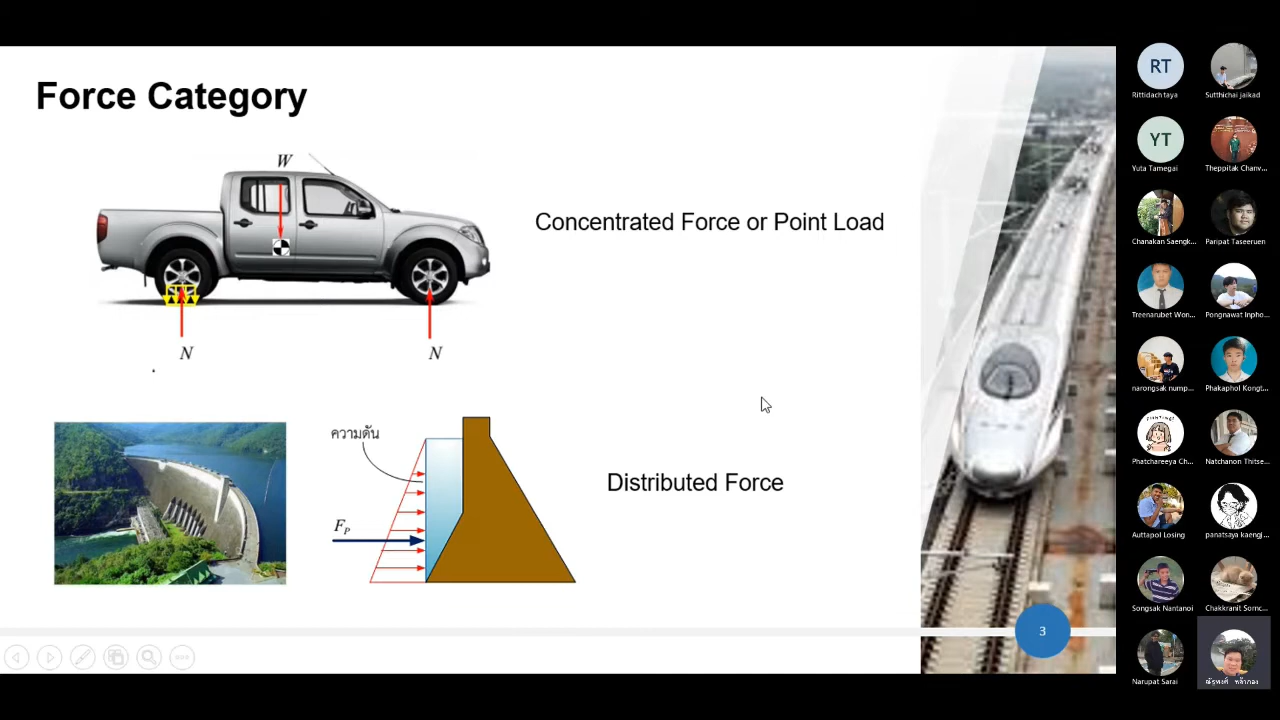 Force Category
W
Concentrated Force or Point Load
N
N
ความดัน
F_P
Distributed Force
3
RT
Rittidach taya
Sutthichai jaikad
YT
Yuta Tamegai
Theppitak Chanv...
Chanakan Saengk...
Paripat Taseeruen
Treenarubet Won...
Pongnawat Inpho...
narongsak nump...
Phakaphol Kongt...
Phatchareeya Ch...
Natchanon Thitse...
Auttapol Losing
panatsaya kaengj...
Songsak Nantanoi
Chakkranit Sornc...
Narupat Sarai